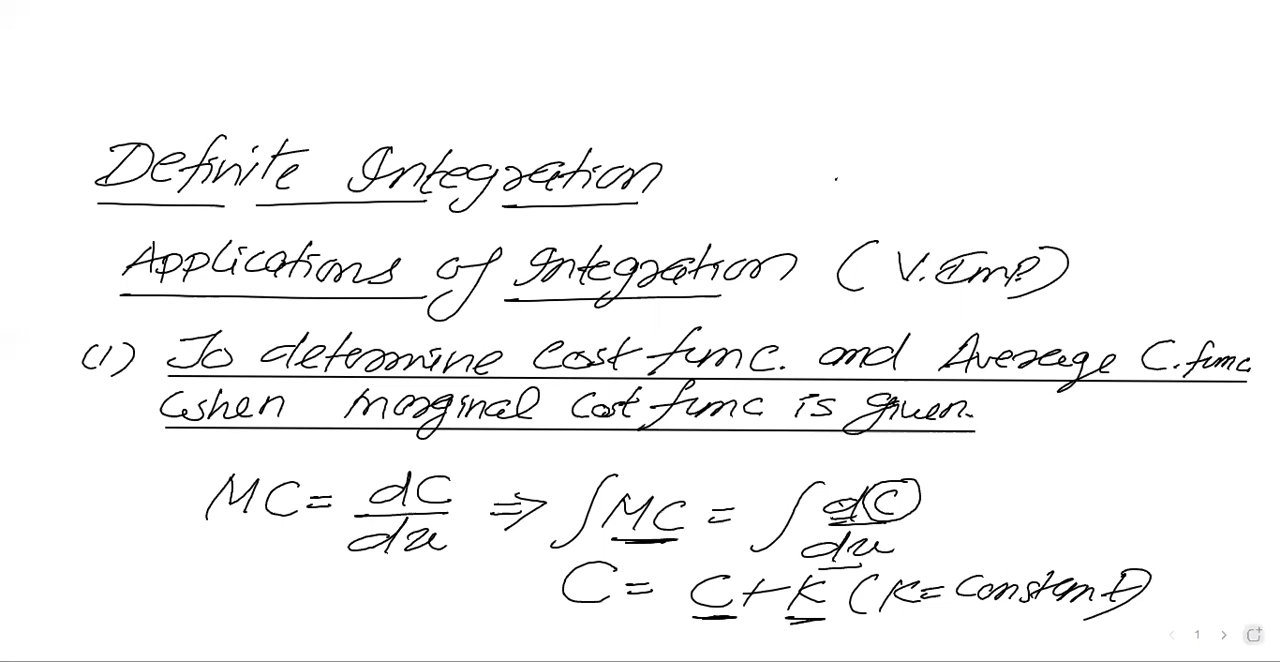 Definite Integration
Applications of Integration (V.Imp.)
(1) To determine Cost func. and Average C.func
when marginal Cost func is given.
MC = dC/dx ⇒ ∫MC = ∫dC/dx
C = C + K (K = constant)
1